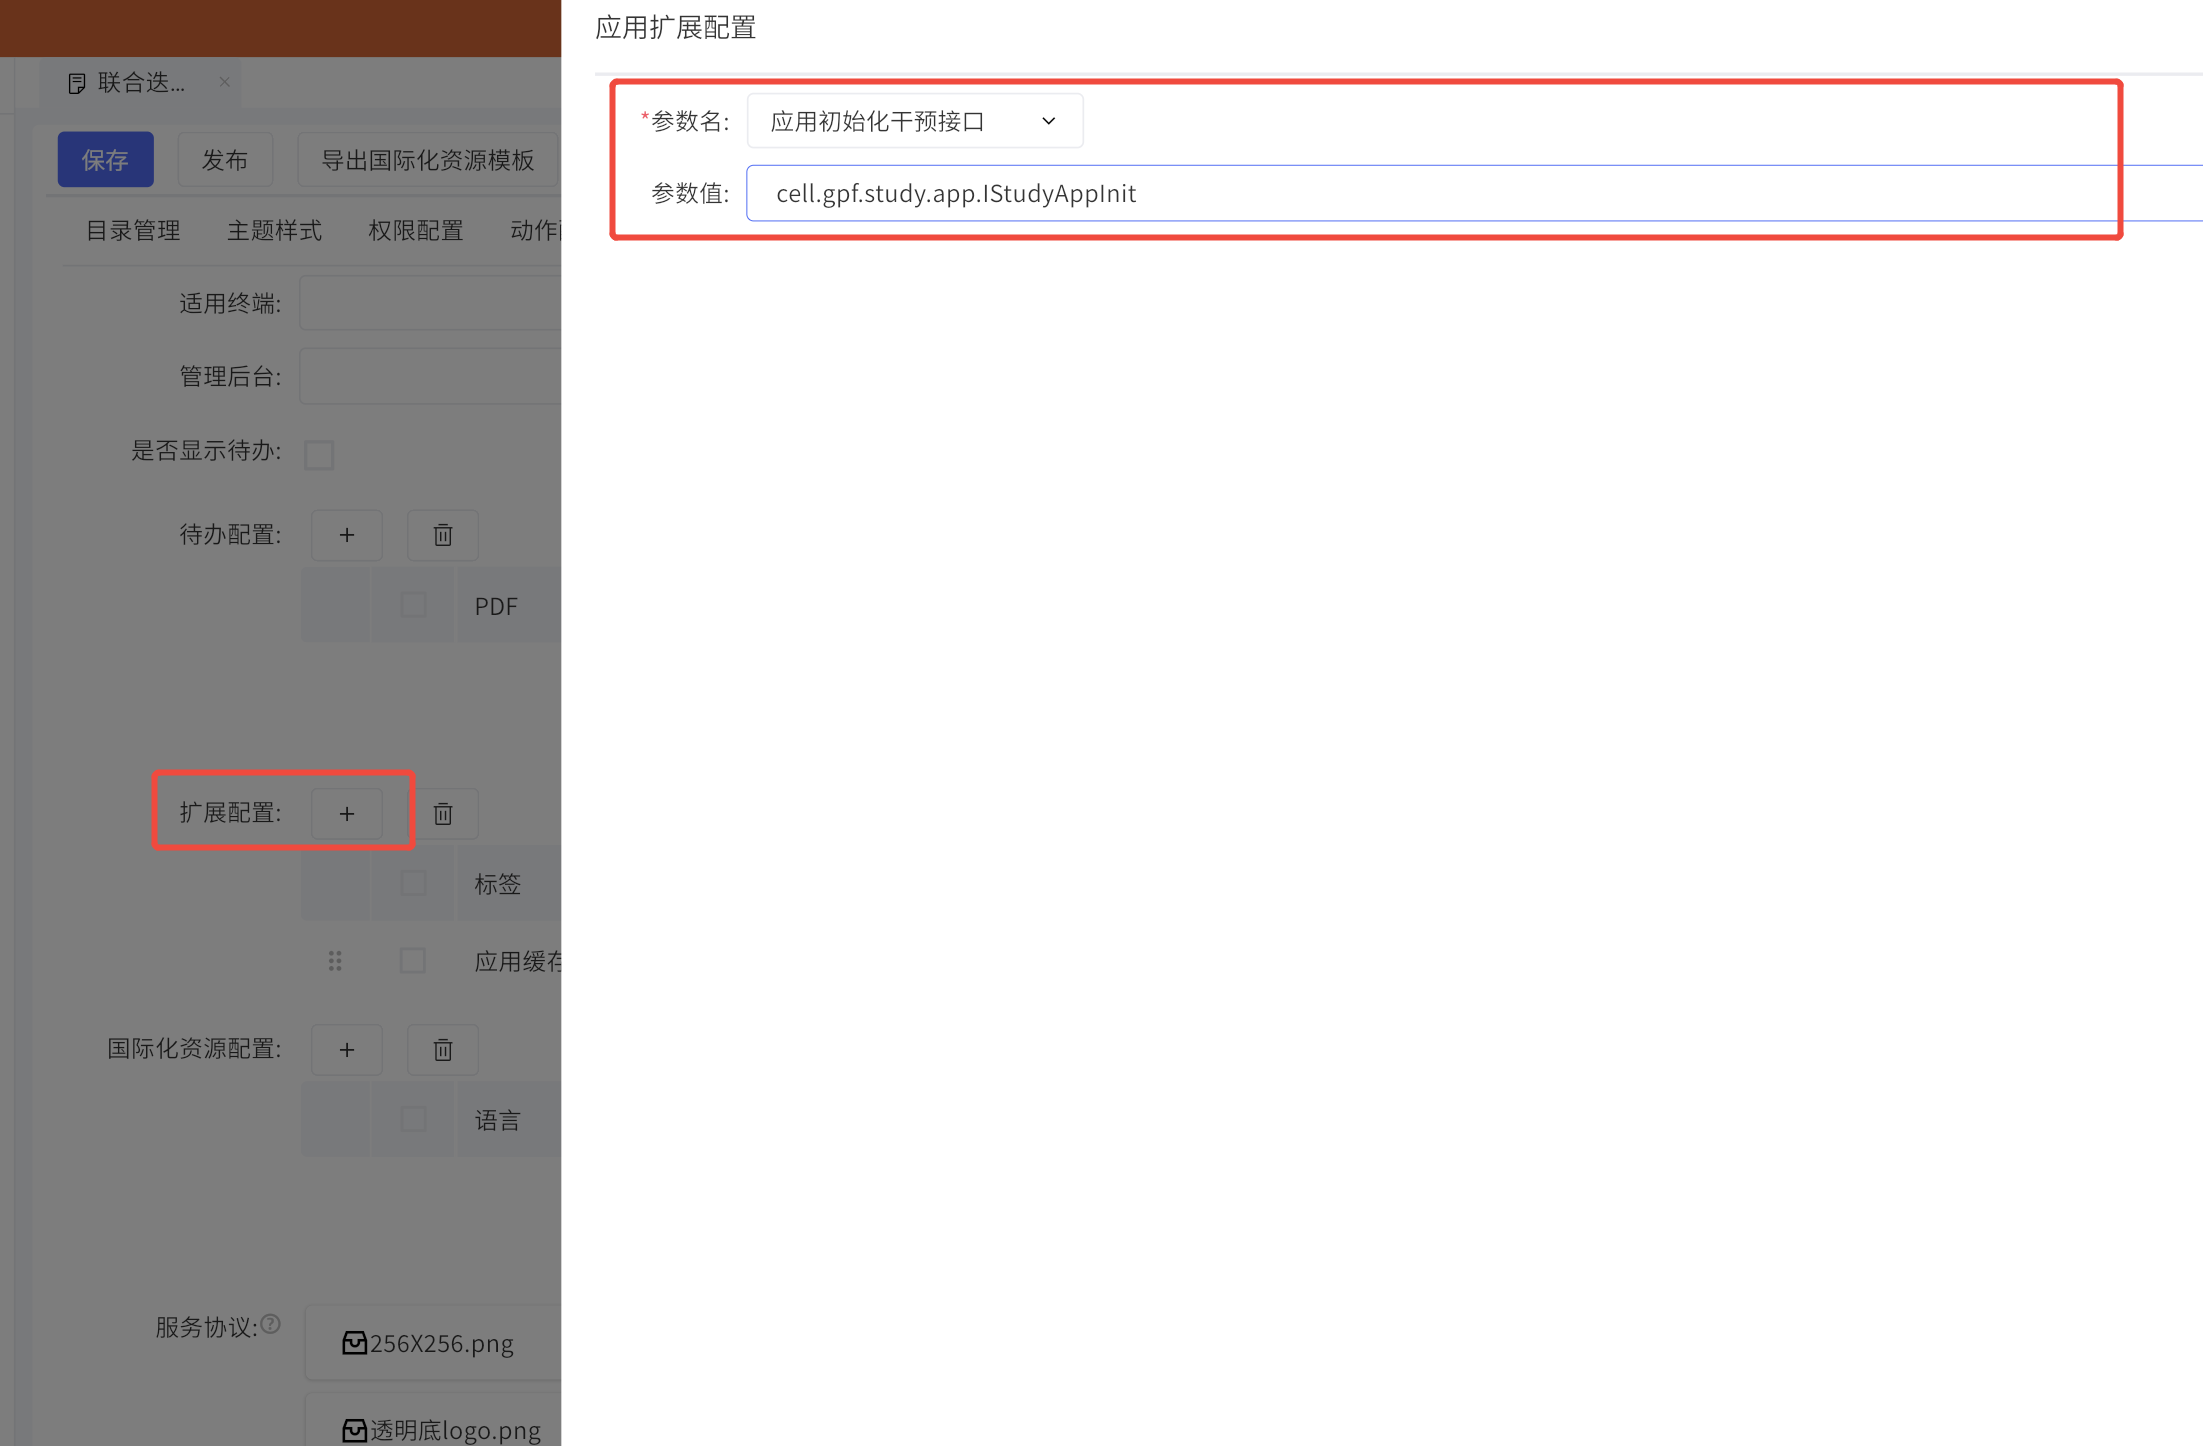 应用扩展配置
联合迭...
*参数名: 应用初始化干预接口
保存 发布 导出国际化资源模板
参数值: cell.gpf.study.app.IStudyAppInit
目录管理 主题样式 权限配置 动作
适用终端:
管理后台:
是否显示待办:
待办配置:
PDF
扩展配置:
标签
应用缓存
国际化资源配置:
语言
服务协议:
256X256.png
透明底logo.png